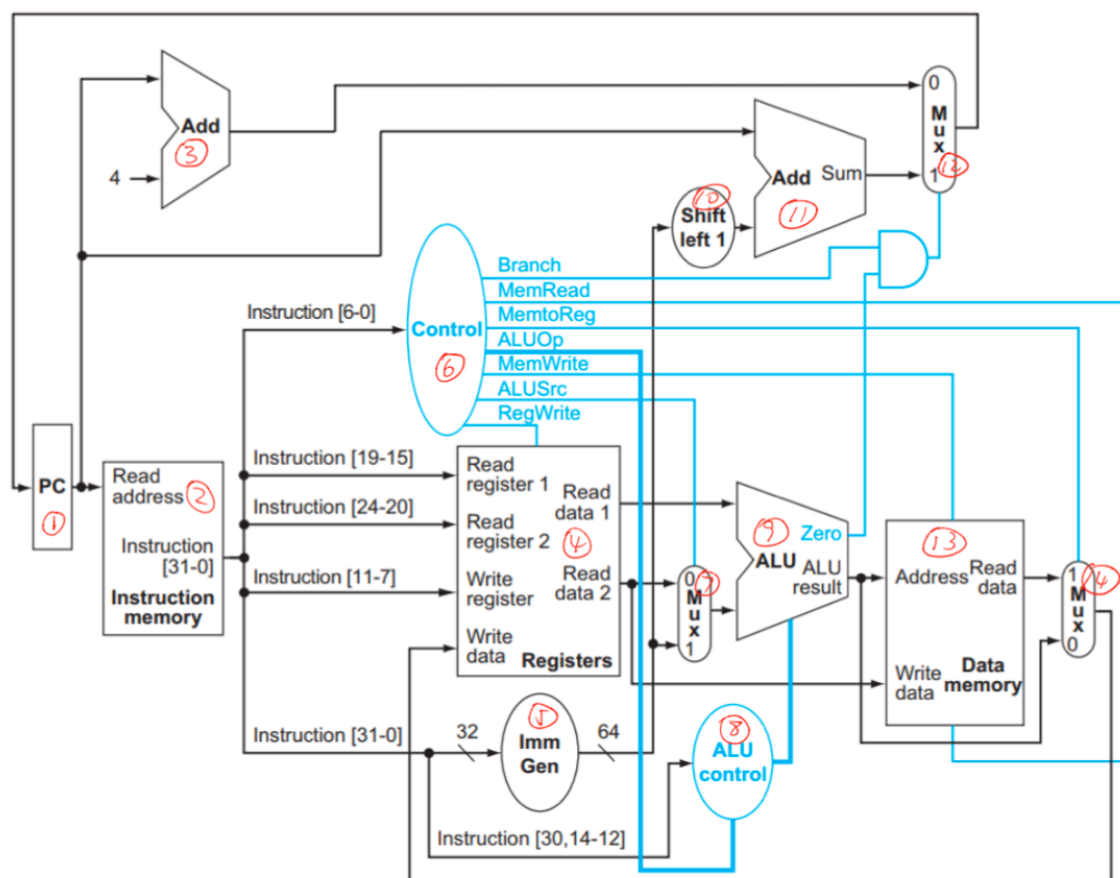 Add
③
4
0
Mux
1
⑫
Add
Sum
⑪
⑩
Shift
left 1
Branch
MemRead
MemtoReg
ALUOp
MemWrite
ALUSrc
RegWrite
Instruction [6-0]
Control
⑥
PC
①
Read
address
②
Instruction
[31-0]
Instruction
memory
Instruction [19-15]
Instruction [24-20]
Instruction [11-7]
Read
register 1
Read
data 1
Read
register 2
④
Write
register
Read
data 2
Write
data
Registers
0
⑦
Mux
1
⑨
Zero
ALU
ALU
result
⑬
Address
Read
data
Write
data
Data
memory
1
⑭
Mux
0
Instruction [31-0]
32
⑤
Imm
Gen
64
⑧
ALU
control
Instruction [30,14-12]